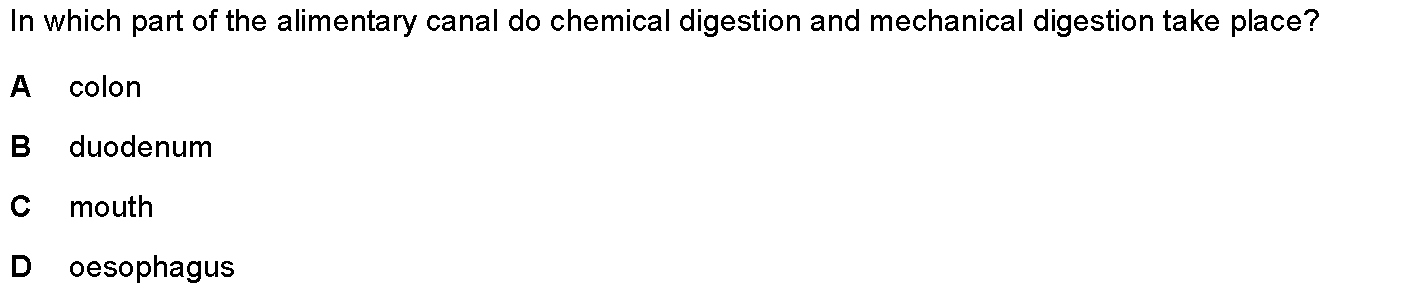 In which part of the alimentary canal do chemical digestion and mechanical digestion take place?
A colon
B duodenum
C mouth
D oesophagus